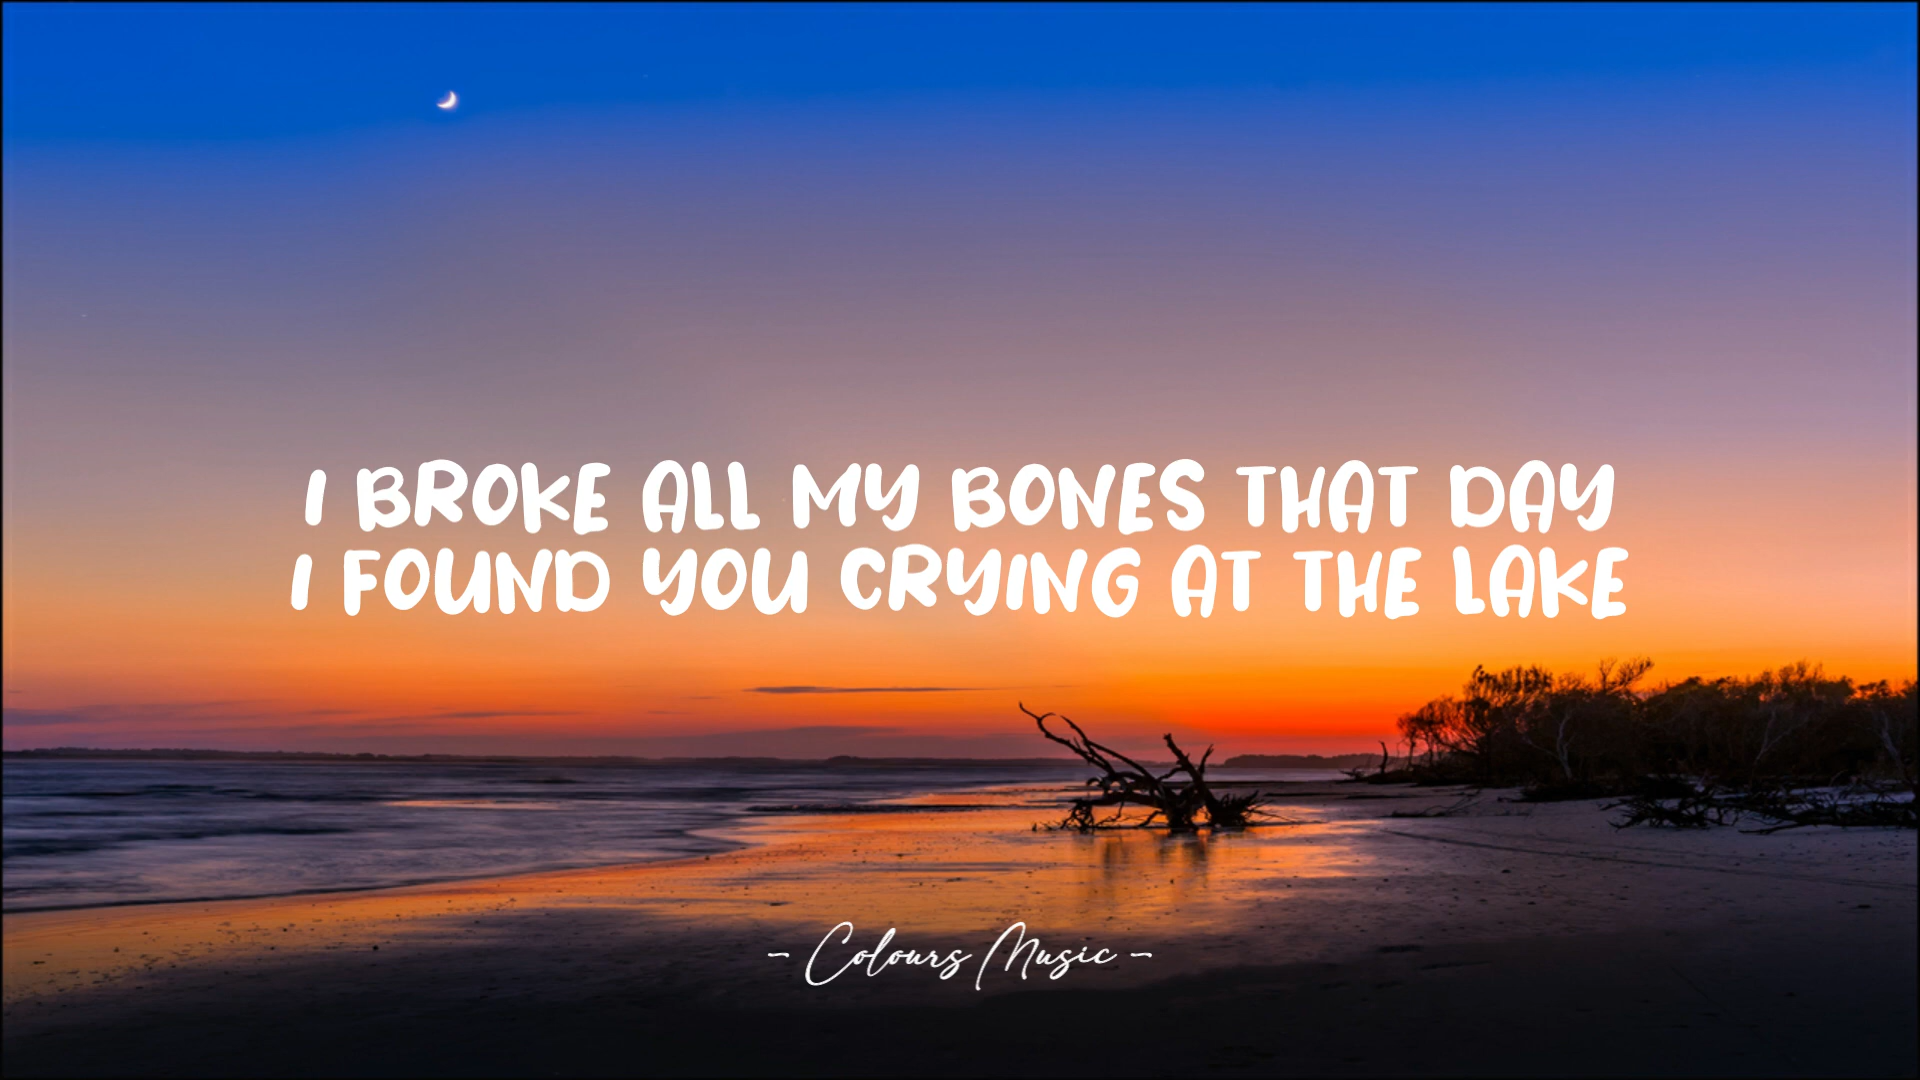 I BROKE ALL MY BONES THAT DAY
I FOUND YOU CRYING AT THE LAKE
- Colours Music -